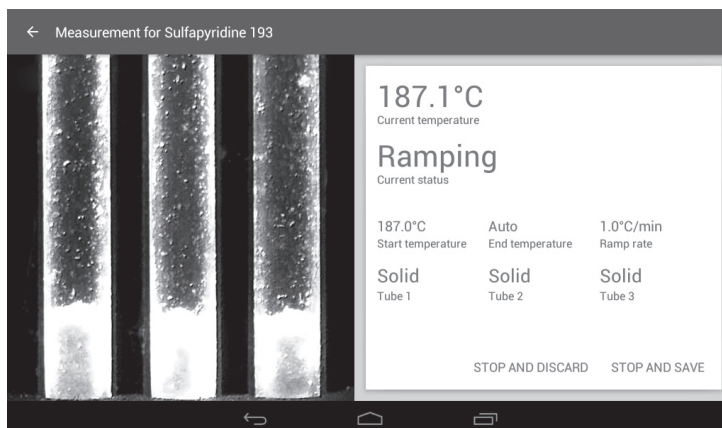 Measurement for Sulfapyridine 193
187.1°C
Current temperature
Ramping
Current status
187.0°C Auto 1.0°C/min
Start temperature End temperature Ramp rate
Solid Solid Solid
Tube 1 Tube 2 Tube 3
STOP AND DISCARD STOP AND SAVE